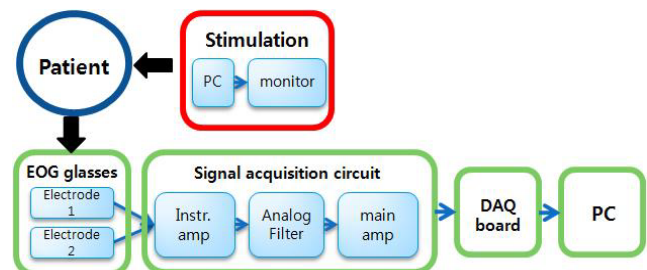 Stimulation
Patient
PC
monitor
EOG glasses
Electrode
1
Electrode
2
Signal acquisition circuit
Instr.
amp
Analog
Filter
main
amp
DAQ
board
PC